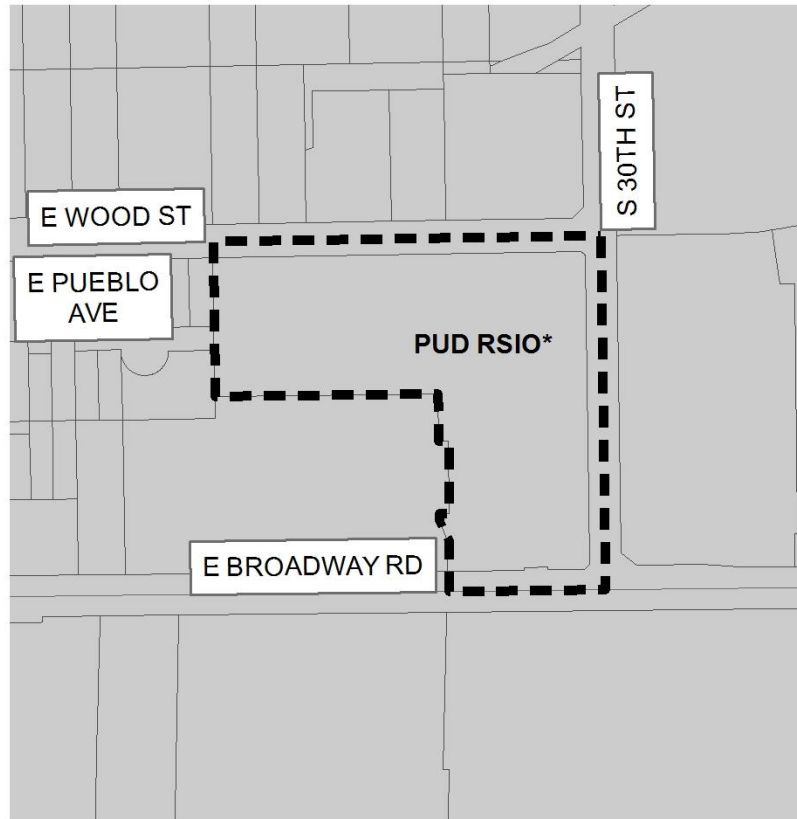 S 30TH ST
E WOOD ST
E PUEBLO
AVE
PUD RSIO*
E BROADWAY RD